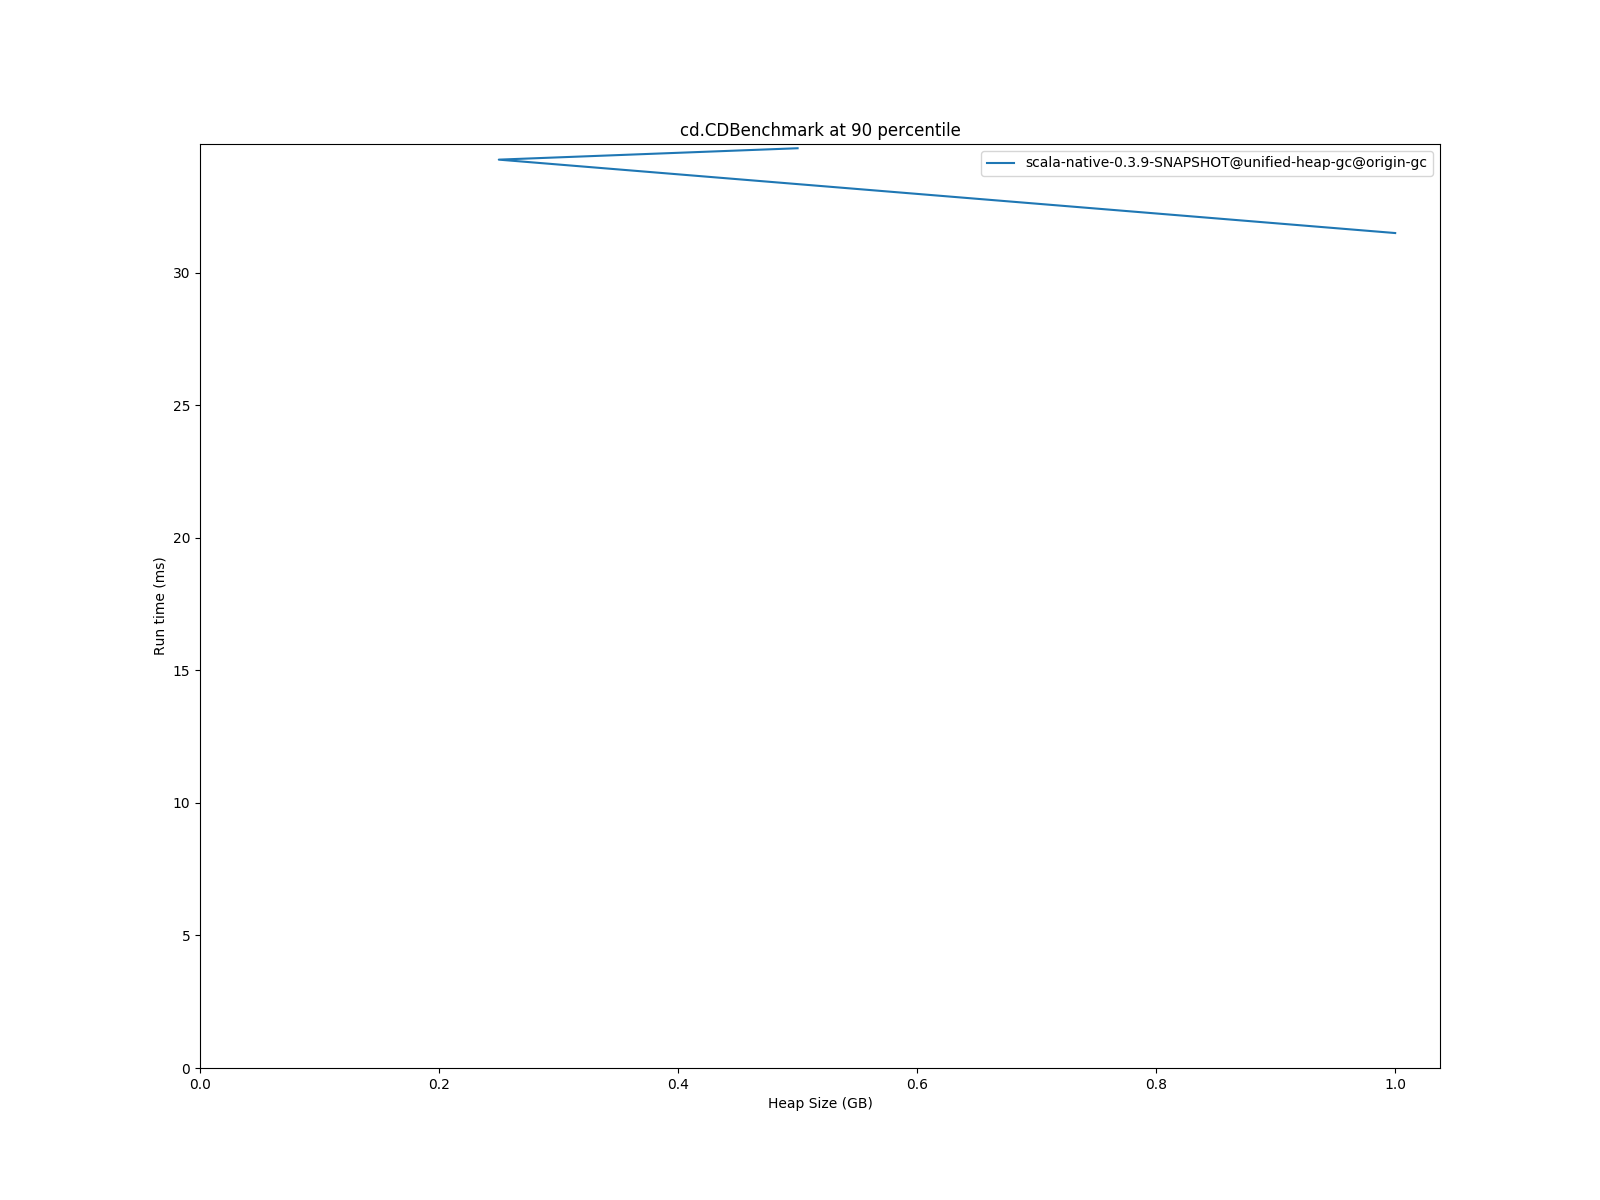 cd.CDBenchmark at 90 percentile
scala-native-0.3.9-SNAPSHOT@unified-heap-gc@origin-gc
30
25
20
15
10
5
0
Run time (ms)
0.0 0.2 0.4 0.6 0.8 1.0
Heap Size (GB)